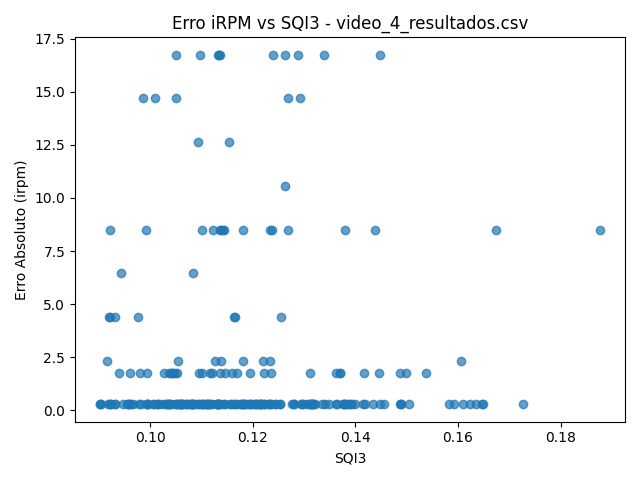 Erro iRPM vs SQI3 - video_4_resultados.csv
17.5
15.0
12.5
10.0
7.5
5.0
2.5
0.0
Erro Absoluto (irpm)
0.10 0.12 0.14 0.16 0.18
SQI3